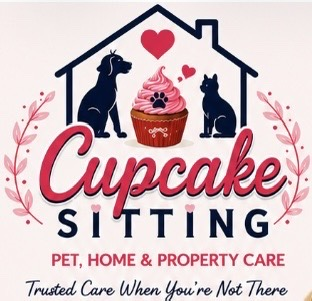 Cupcake
SITTING
PET, HOME & PROPERTY CARE
Trusted Care When You're Not There